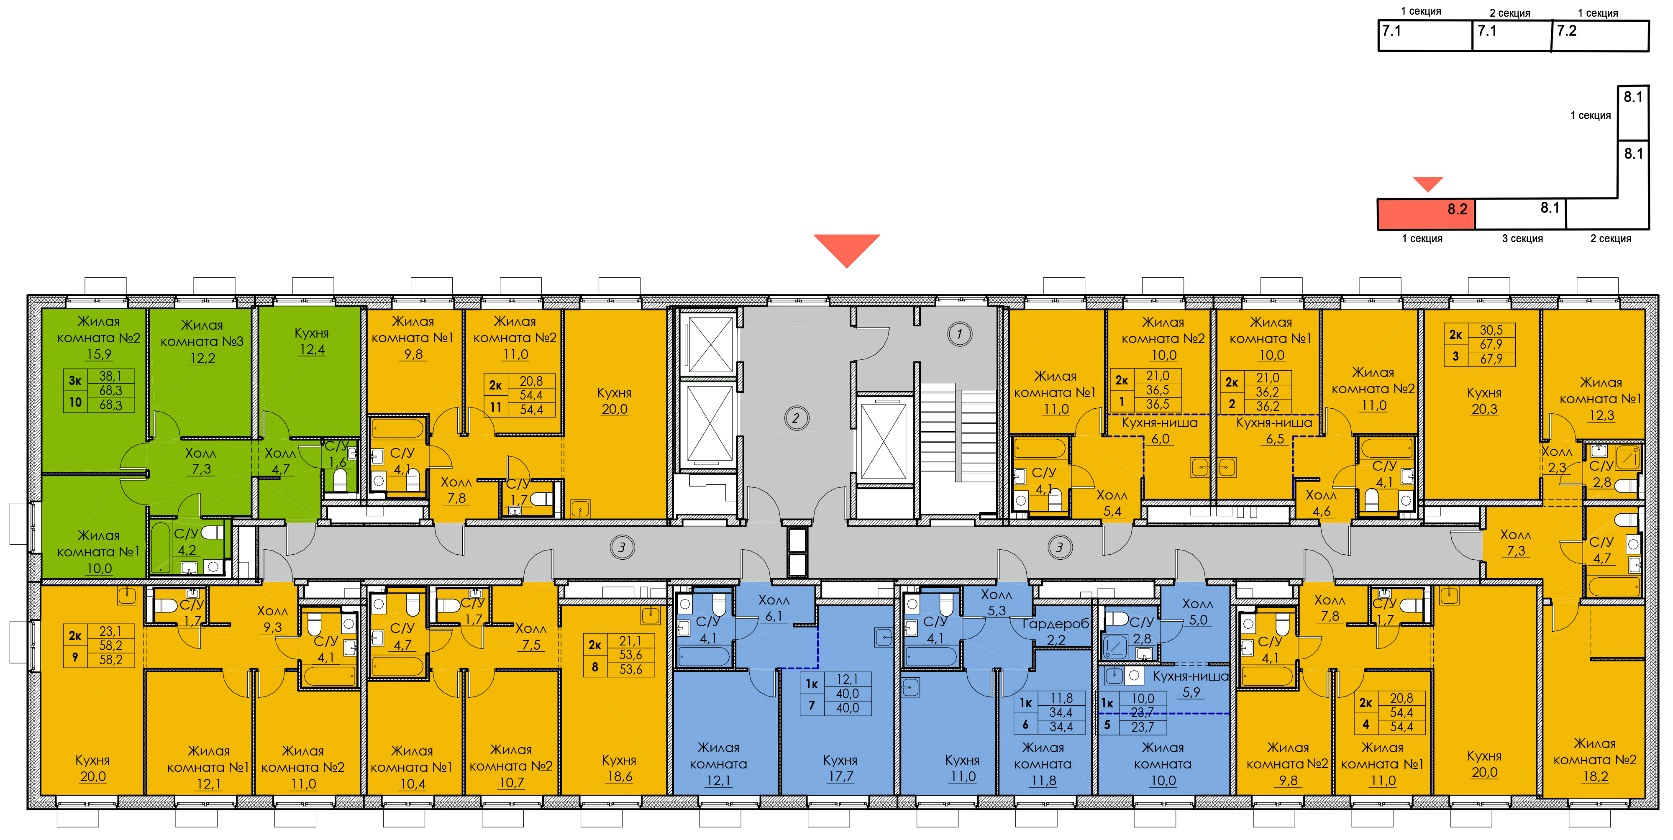 1 секция
2 секция
1 секция
7.1
7.1
7.2
8.1
1 секция
8.1
8.2
8.1
1 секция
3 секция
2 секция
Жилая
комната №2
15,9
3к
10
38,1
68,3
68,3
Жилая
комната №3
12,2
Кухня
12,4
Холл
7,3
Холл
4,7
С/У
1,6
С/У
4,2
Жилая
комната №1
10,0
Жилая
комната №1
9,8
Жилая
комната №2
11,0
2к
11
20,8
54,4
54,4
Кухня
20,0
С/У
4,1
Холл
7,8
С/У
1,7
1
2
3
3
Жилая
комната №1
11,0
Жилая
комната №2
10,0
2к
1
21,0
36,5
36,5
Кухня-ниша
6,0
С/У
4,1
Холл
5,4
Жилая
комната №1
10,0
2к
2
21,0
36,2
36,2
Кухня-ниша
6,5
Жилая
комната №2
11,0
С/У
4,1
Холл
4,6
2к
3
30,5
67,9
67,9
Кухня
20,3
Жилая
комната №1
12,3
Холл
2,3
С/У
2,8
Холл
7,3
С/У
4,7
Жилая
комната №2
18,2
2к
9
23,1
58,2
58,2
С/У
1,7
Холл
9,3
С/У
4,1
Кухня
20,0
Жилая
комната №1
12,1
Жилая
комната №2
11,0
С/У
4,7
С/У
1,7
Холл
7,5
2к
8
21,1
53,6
53,6
Жилая
комната №1
10,4
Жилая
комната №2
10,7
Кухня
18,6
С/У
4,1
Холл
6,1
1к
7
12,1
40,0
40,0
Жилая
комната
12,1
Кухня
17,7
С/У
4,1
Холл
5,3
Гардероб
2,2
1к
6
11,8
34,4
34,4
Кухня
11,0
Жилая
комната
11,8
С/У
2,8
Холл
5,0
Кухня-ниша
5,9
1к
5
10,0
23,7
23,7
Жилая
комната
10,0
С/У
4,1
Холл
7,8
С/У
1,7
2к
4
20,8
54,4
54,4
Жилая
комната №2
9,8
Жилая
комната №1
11,0
Кухня
20,0